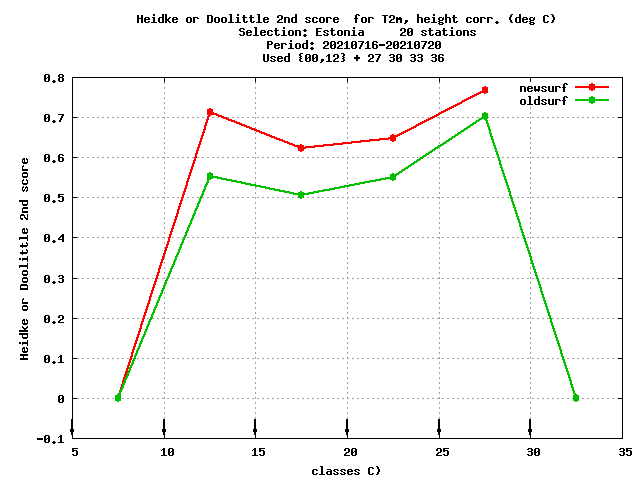 Heidke or Doolittle 2nd score  for T2m, height corr. (deg C)
Selection: Estonia     20 stations
Period: 20210716-20210720
Used {00,12} + 27 30 33 36
newsurf
oldsurf
Heidke or Doolittle 2nd score
0.8
0.7
0.6
0.5
0.4
0.3
0.2
0.1
0
-0.1
5 10 15 20 25 30 35
classes C)